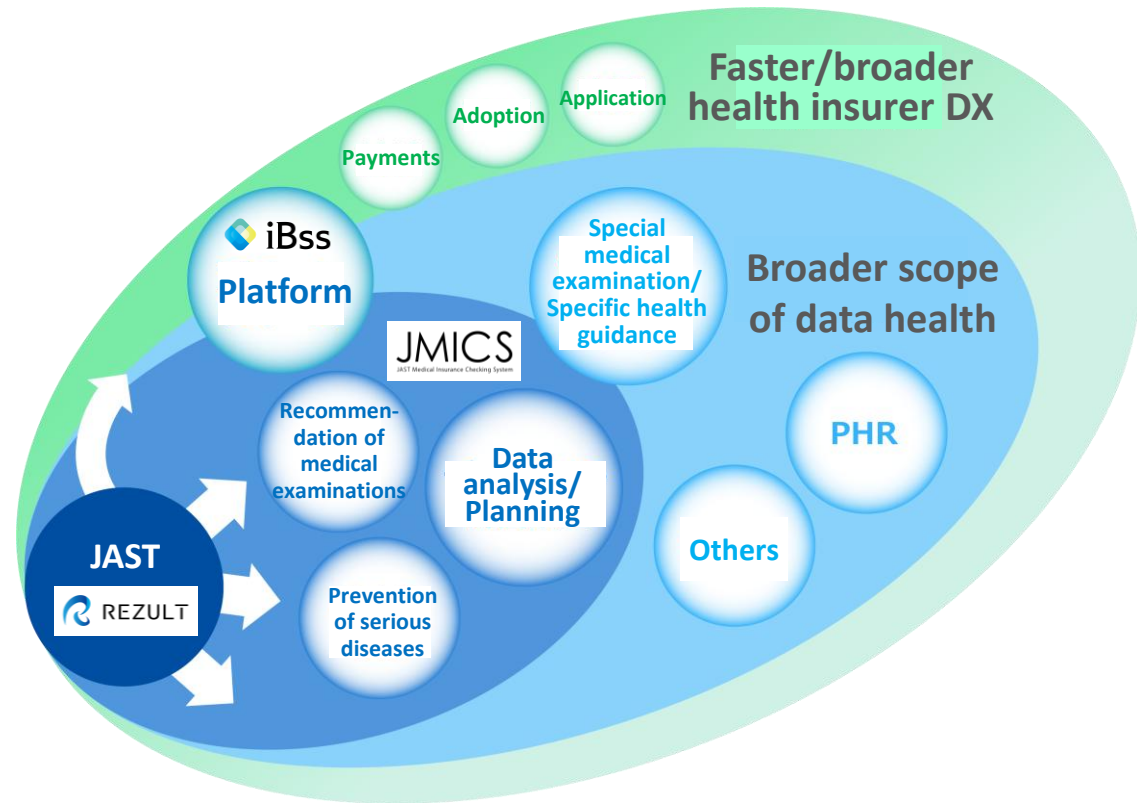 Faster/broader
health insurer DX
Application
Adoption
Payments
iBss
Platform
Special
medical
examination/
Specific health
guidance
Broader scope
of data health
JMICS
JAST Medical Insurance Checking System
Recommen-
dation of
medical
examinations
Data
analysis/
Planning
PHR
Others
JAST
REZULT
Prevention
of serious
diseases